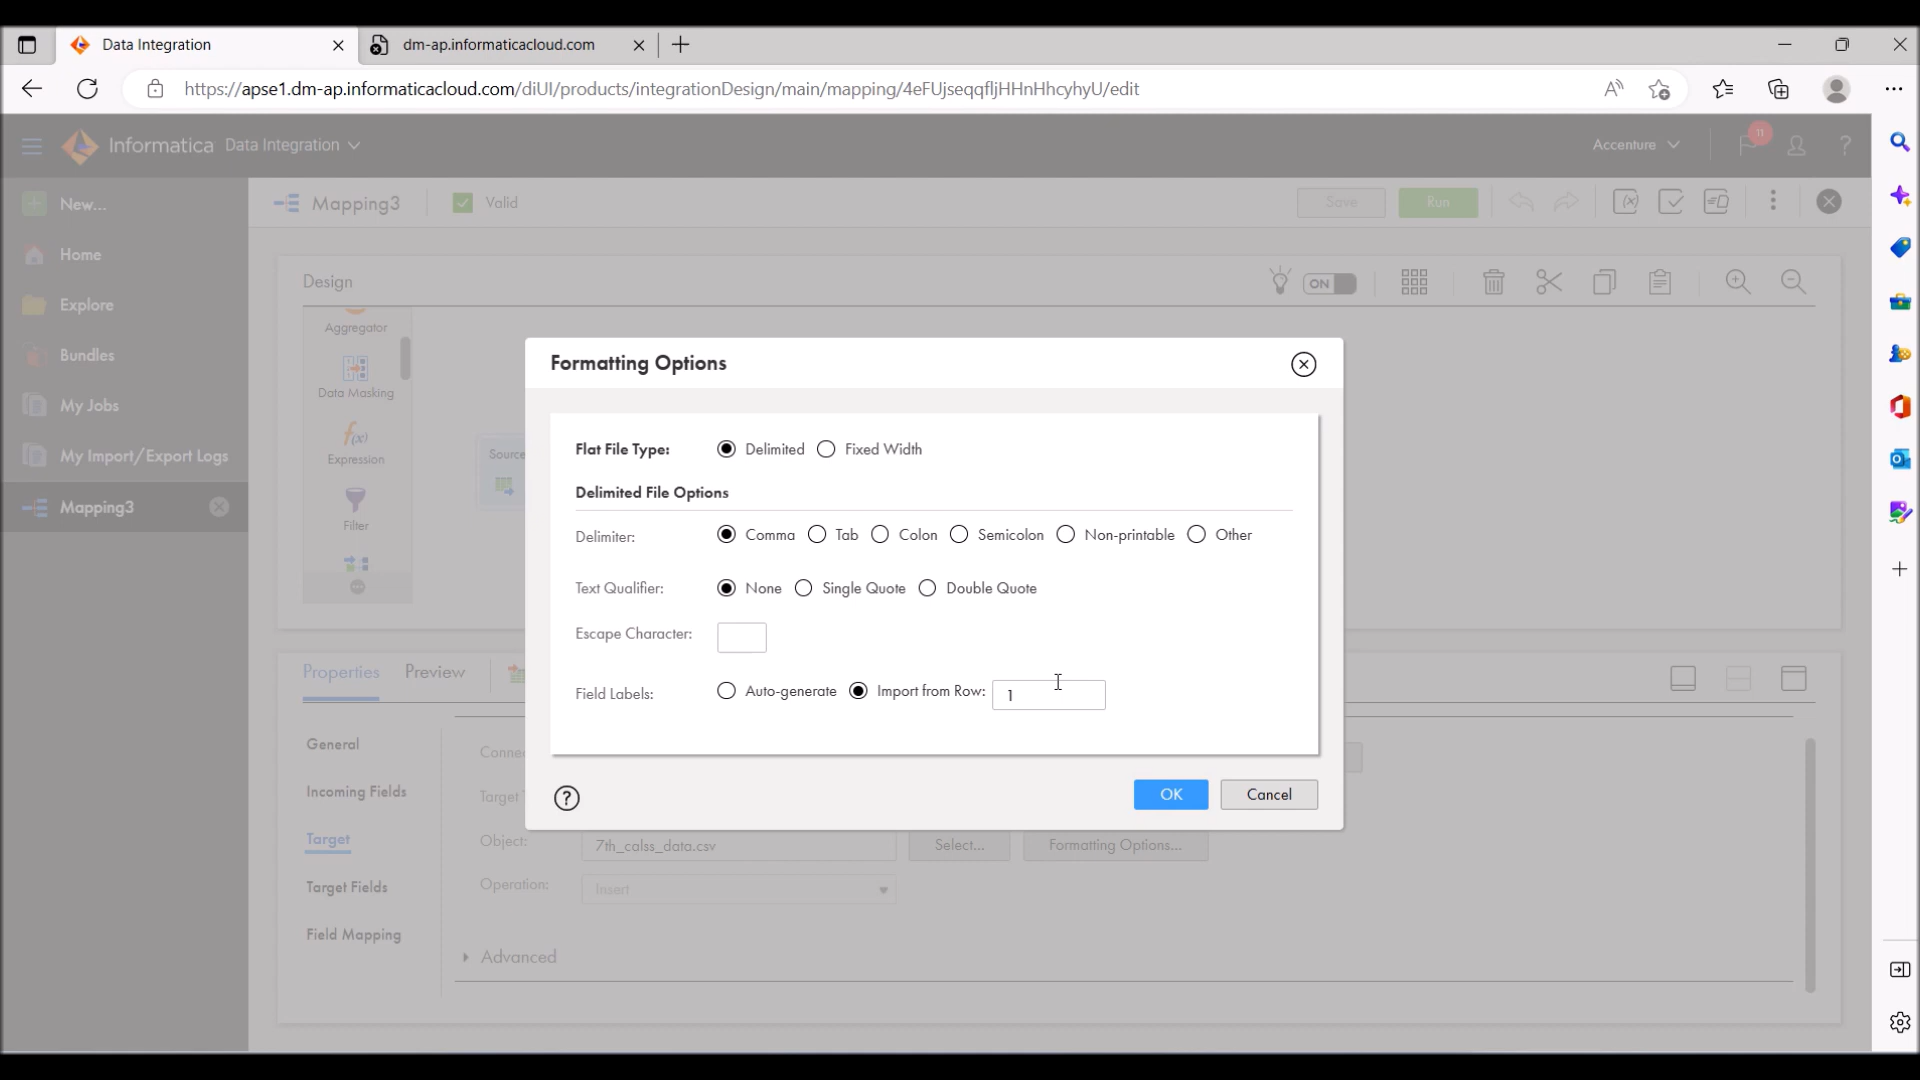 Data Integration
dm-ap.informaticacloud.com
https://apse1.dm-ap.informaticacloud.com/diUI/products/integrationDesign/main/mapping/4eFUjseqqfljHHnHhcyhyU/edit
Informatica Data Integration
Accenture
11
?
New...
Home
Explore
Bundles
My Jobs
My Import/Export Logs
Mapping3
Mapping3
Valid
Save
Run
Design
ON
Aggregator
Data Masking
Expression
Filter
Source
Formatting Options
Flat File Type: Delimited Fixed Width
Delimited File Options
Delimiter: Comma Tab Colon Semicolon Non-printable Other
Text Qualifier: None Single Quote Double Quote
Escape Character:
Field Labels: Auto-generate Import from Row: 1
?
OK Cancel
Properties Preview
General
Incoming Fields
Target
Target Fields
Field Mapping
Connec
Target T
Object: 7th_calss_data.csv Select... Formatting Options...
Operation: Insert
Advanced